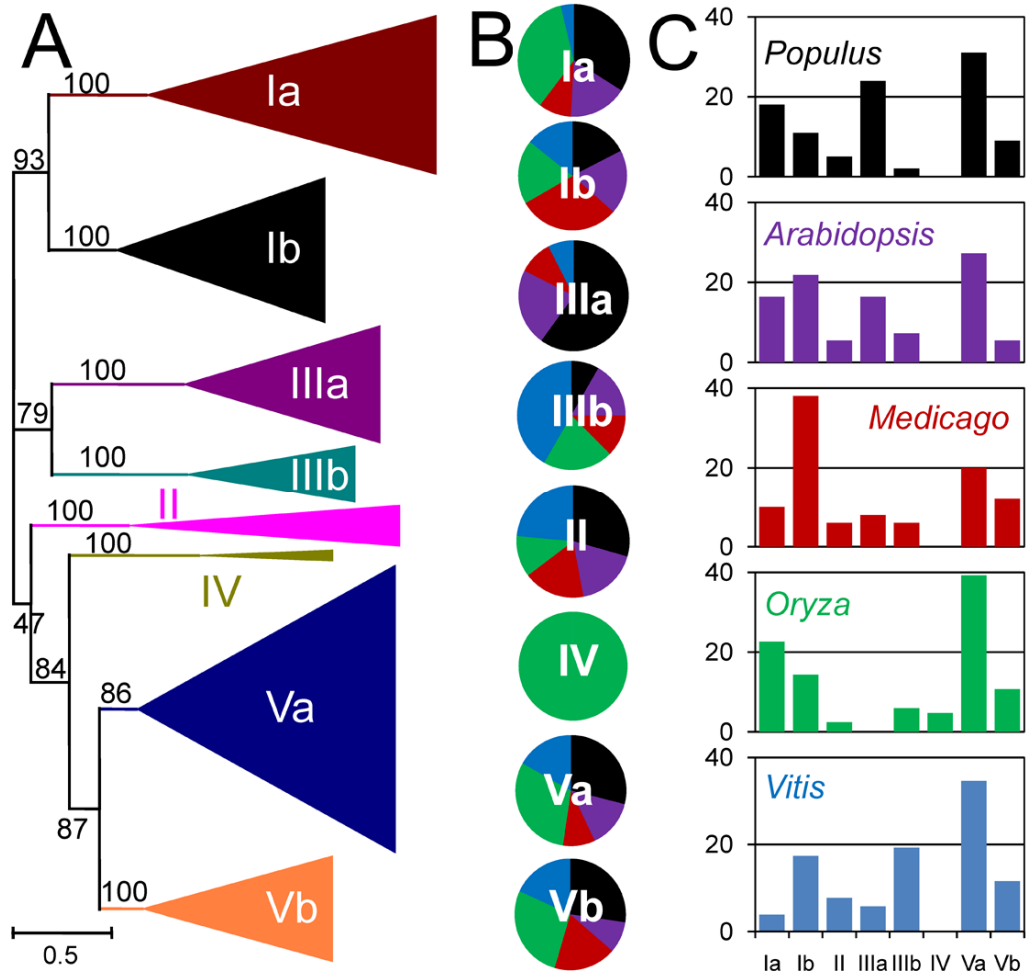 A
100
Ia
93
100
Ib
100
IIIa
79
100
IIIb
II
100
100
IV
47
84
86
Va
87
100
Vb
0.5
B
Ia
Ib
IIIa
IIIb
II
IV
Va
Vb
C
40
Populus
20
0
40
Arabidopsis
20
0
40
Medicago
20
0
40
Oryza
20
0
40
Vitis
20
0
Ia Ib II IIIa IIIb IV Va Vb